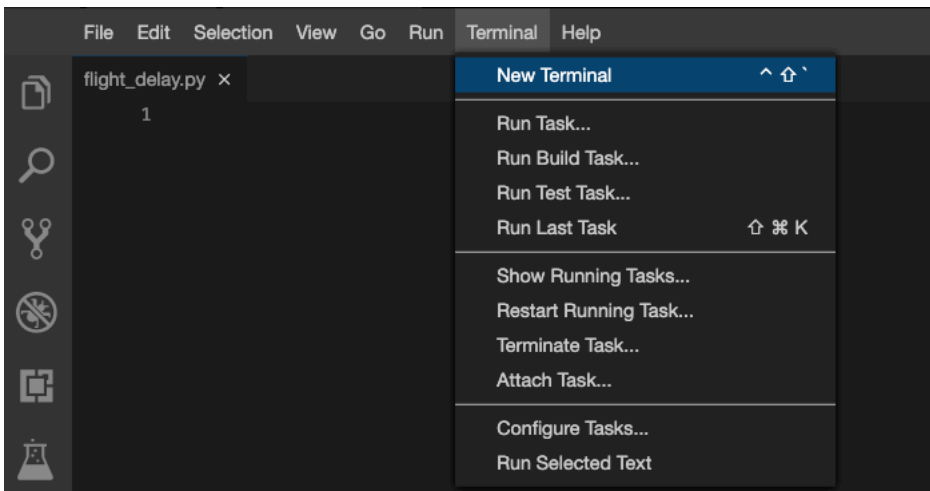 File Edit Selection View Go Run Terminal Help
flight_delay.py ×
1
New Terminal ^ ⇧ `
Run Task...
Run Build Task...
Run Test Task...
Run Last Task ⇧ ⌘ K
Show Running Tasks...
Restart Running Task...
Terminate Task...
Attach Task...
Configure Tasks...
Run Selected Text